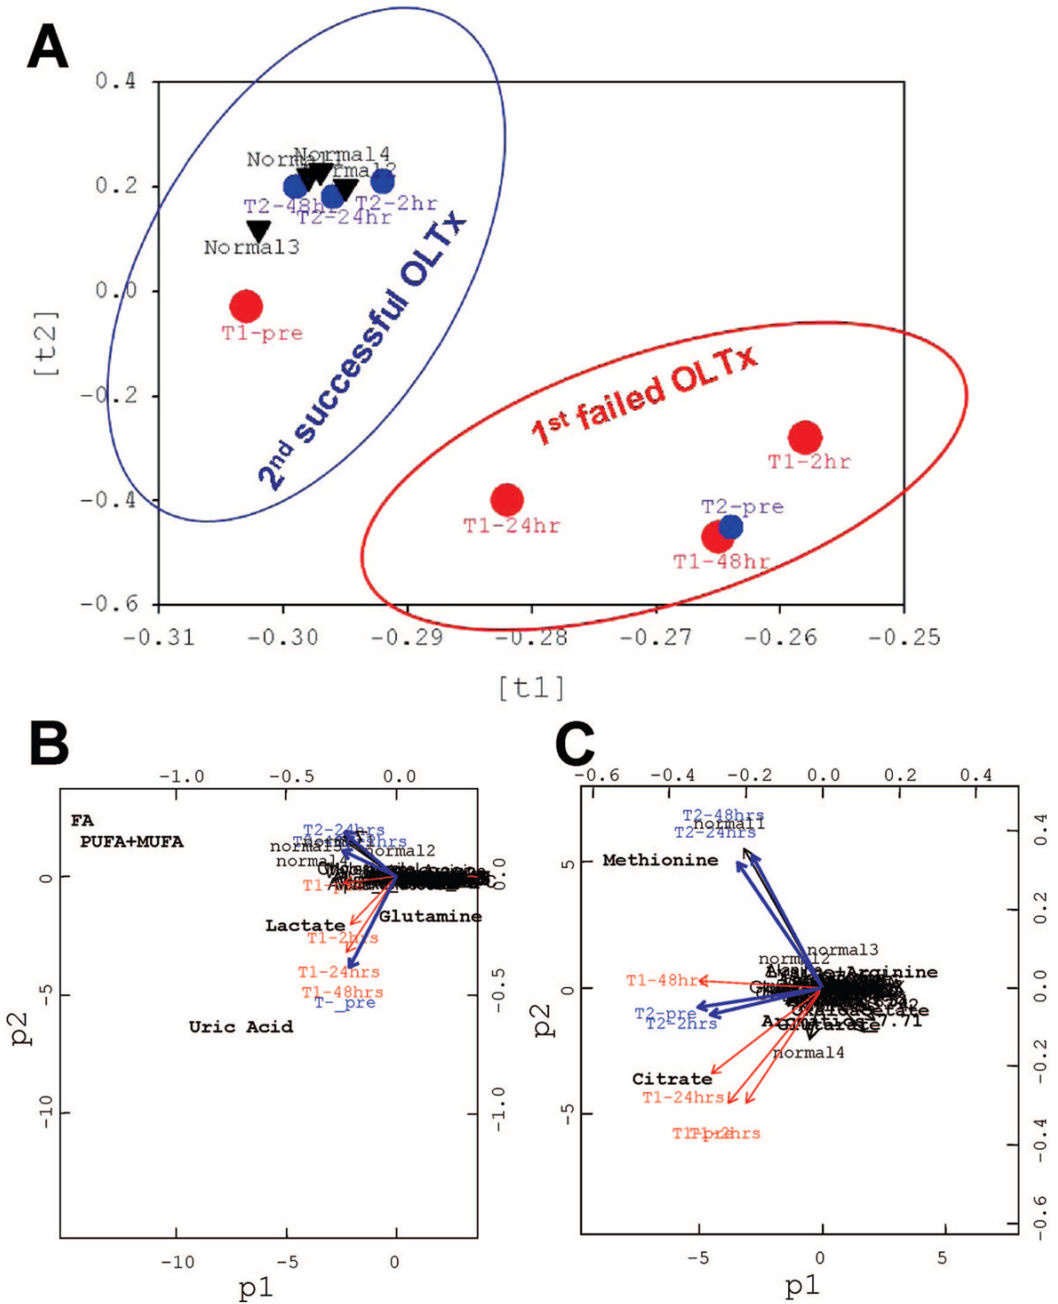 A
0.4
0.2
0.0
-0.2
-0.4
-0.6
[t2]
Normal4
Normal3
T2-48hr
T2-24hr
T2-2hr
T1-pre
2nd successful OLTx
1st failed OLTx
T1-2hr
T1-24hr
T2-pre
T1-48hr
-0.31 -0.30 -0.29 -0.28 -0.27 -0.26 -0.25
[t1]
B
-1.0 -0.5 0.0
FA
PUFA+MUFA
T2-24hrs
normal2
normal4
Glutamine
Lactate
T1-2hrs
T1-24hrs
T1-48hrs
T-_pre
Uric Acid
0
-5
-10
p2
0.0
-0.5
-1.0
-10 -5 0
p1
C
-0.6 -0.4 -0.2 0.0 0.2 0.4
T2-48hrs
normal1
T2-24hrs
Methionine
normal3
normal2
Arginine
T1-48hr
T2-pre
T2-2hrs
7.71
normal4
Citrate
T1-24hrs
5
0
-5
p2
0.4
0.2
0.0
-0.2
-0.4
-0.6
-5 0 5
p1